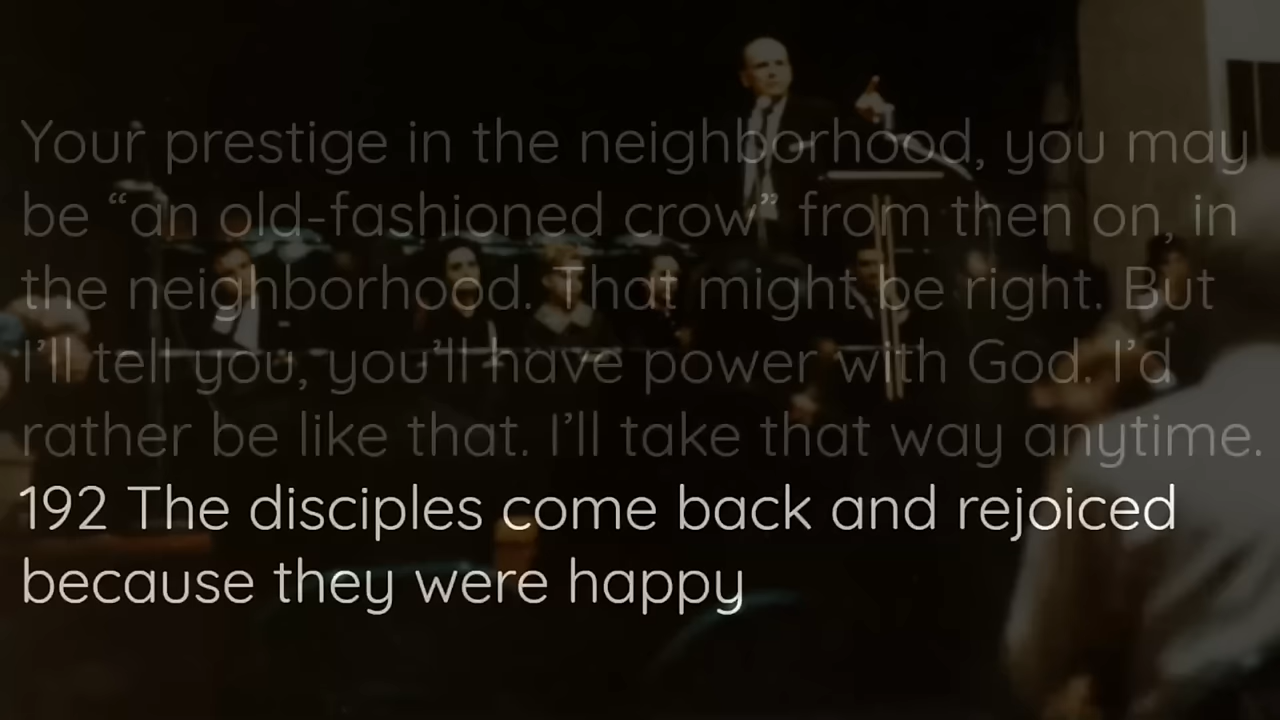 Your prestige in the neighborhood, you may
be “an old-fashioned crow” from then on, in
the neighborhood. That might be right. But
I’ll tell you, you’ll have power with God. I’d
rather be like that. I’ll take that way anytime.
192 The disciples come back and rejoiced
because they were happy